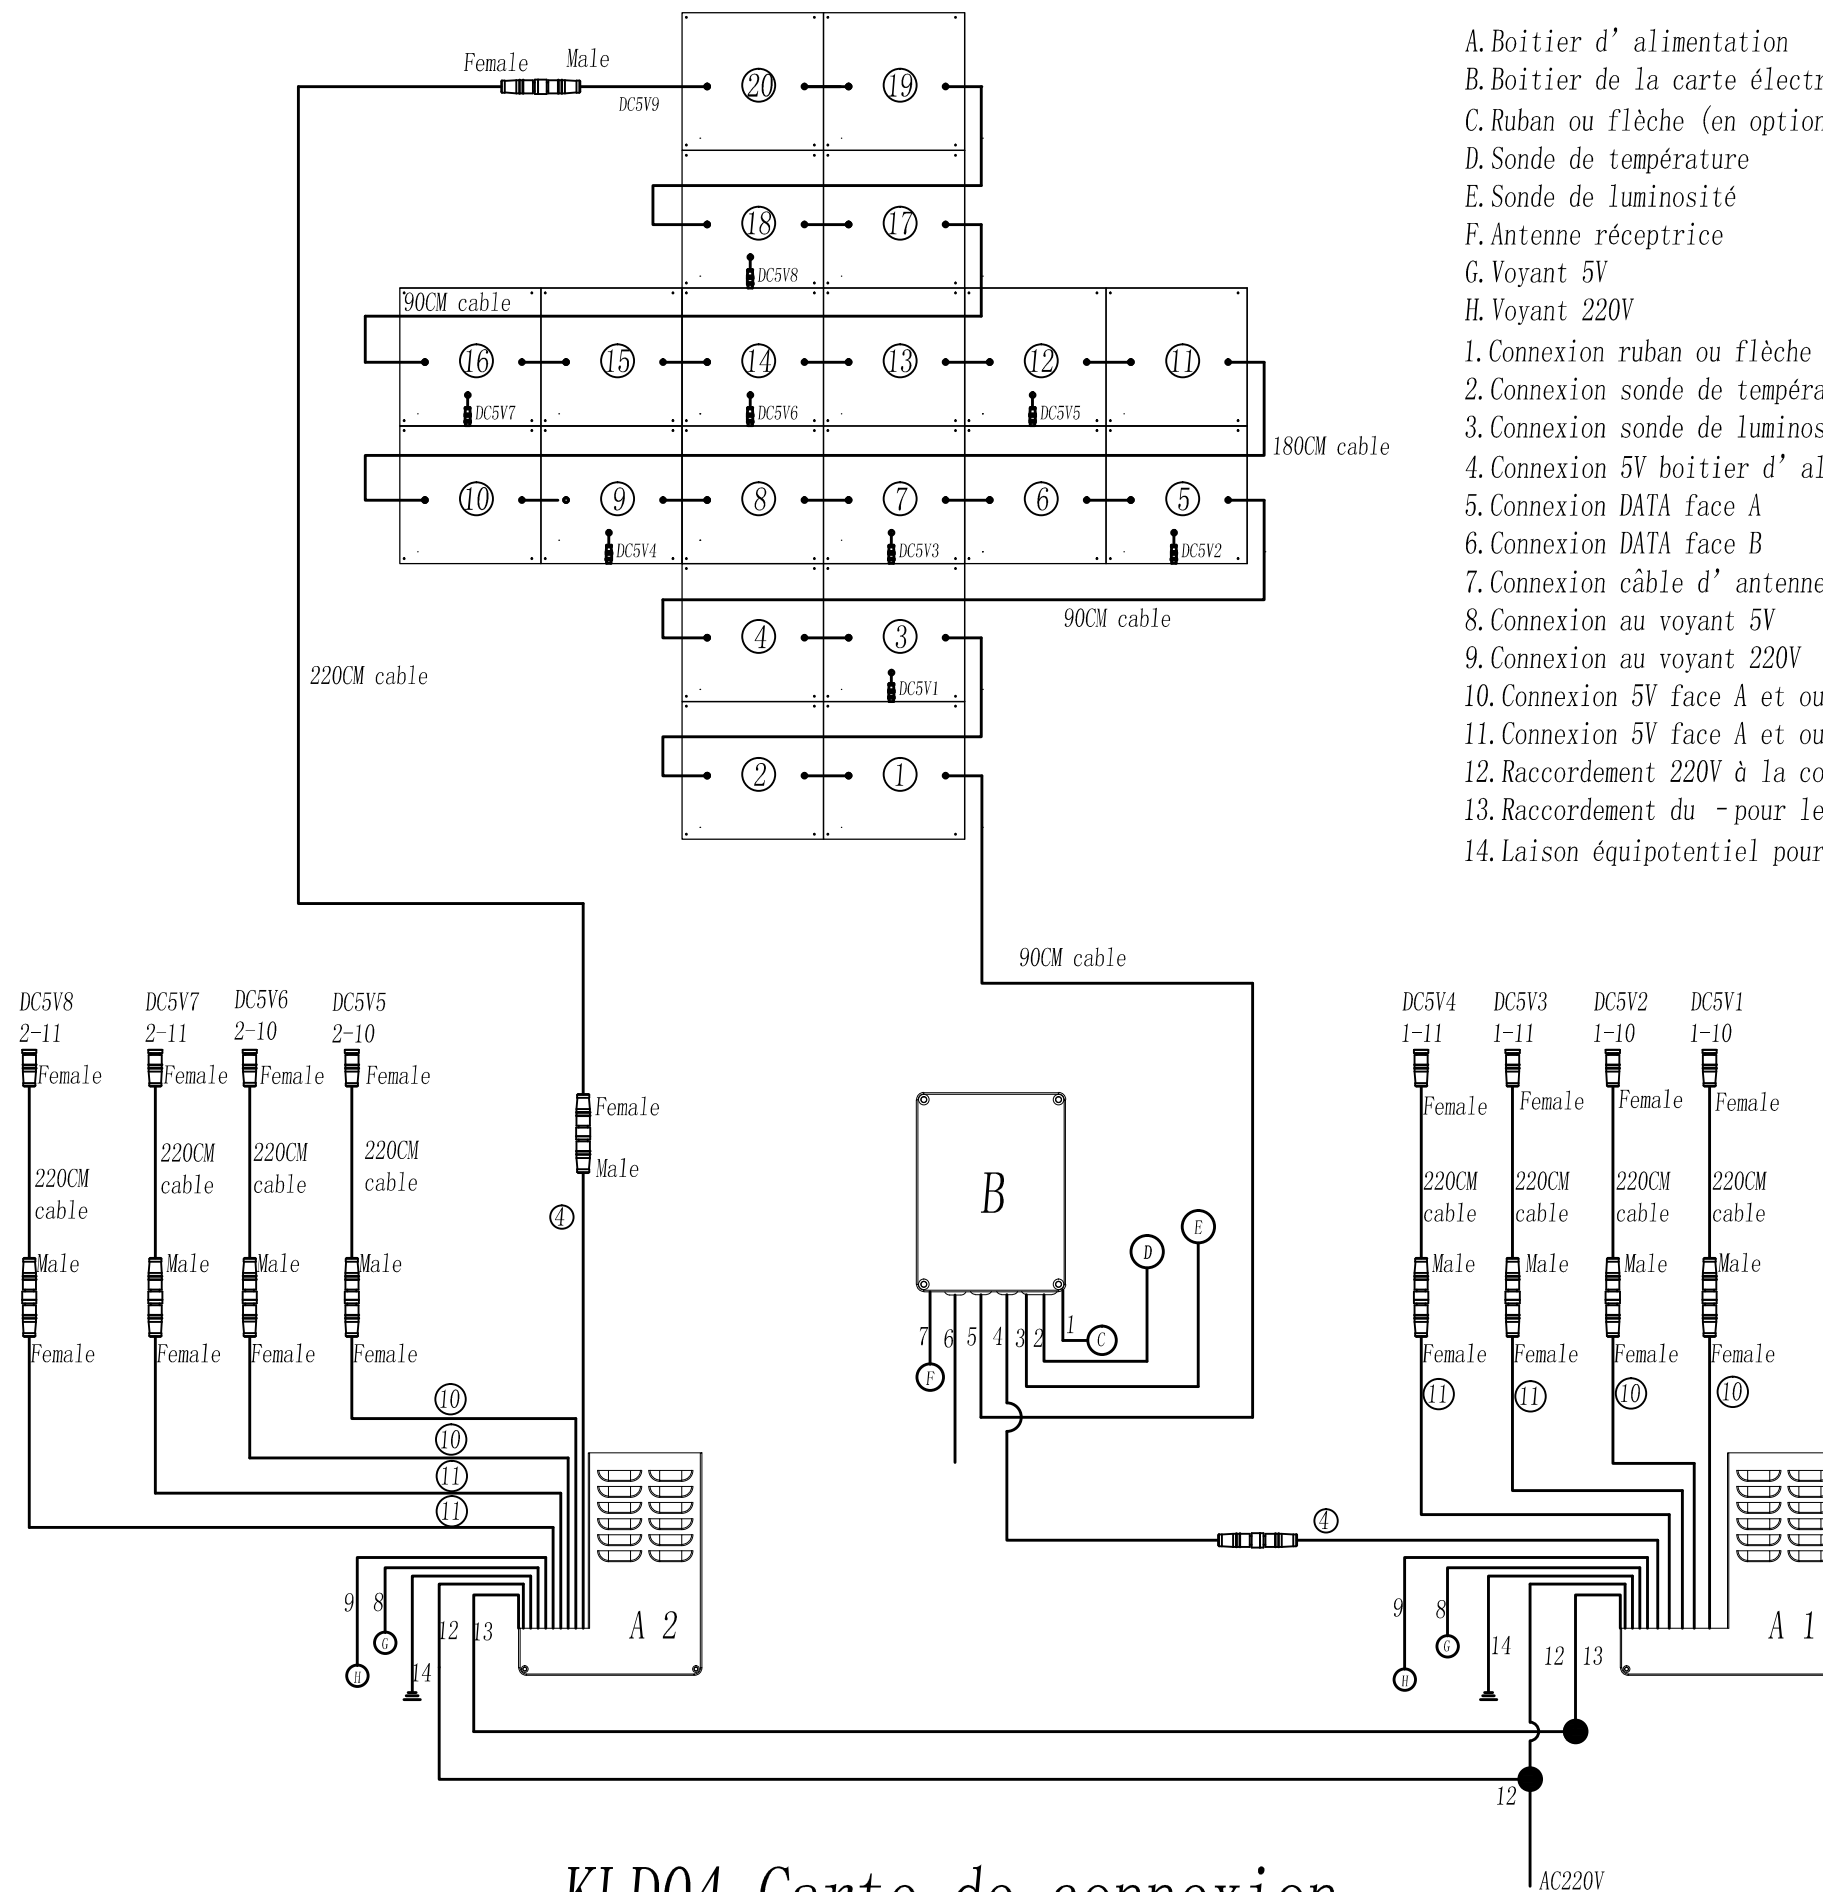 Female Male
DC5V9
20 19
18 17
DC5V8
90CM cable
16 15 14 13 12 11
DC5V7 DC5V6 DC5V5
180CM cable
10 9 8 7 6 5
DC5V4 DC5V3 DC5V2
90CM cable
4 3
DC5V1
220CM cable
2 1
90CM cable
A.Boitier d'alimentation
B.Boitier de la carte électr
C.Ruban ou flèche (en option
D.Sonde de température
E.Sonde de luminosité
F.Antenne réceptrice
G.Voyant 5V
H.Voyant 220V
1.Connexion ruban ou flèche
2.Connexion sonde de tempéra
3.Connexion sonde de luminos
4.Connexion 5V boitier d'al
5.Connexion DATA face A
6.Connexion DATA face B
7.Connexion câble d'antenne
8.Connexion au voyant 5V
9.Connexion au voyant 220V
10.Connexion 5V face A et ou
11.Connexion 5V face A et ou
12.Raccordement 220V à la co
13.Raccordement du -pour le
14.Laison équipotentiel pour
DC5V8 DC5V7 DC5V6 DC5V5
2-11 2-11 2-10 2-10
Female Female Female Female
220CM 220CM 220CM 220CM
cable cable cable cable
Male Male Male Male
Female Female Female Female
10
10
11
11
Female
Male
4
9 8 14 12 13
H G
A 2
B
7 6 5 4 3 2 1
F C D E
4
DC5V4 DC5V3 DC5V2 DC5V1
1-11 1-11 1-10 1-10
Female Female Female Female
220CM 220CM 220CM 220CM
cable cable cable cable
Male Male Male Male
Female Female Female Female
11 11 10 10
9 8 14 12 13
H G
A 1
12
AC220V
KLD04 Carte de connexion